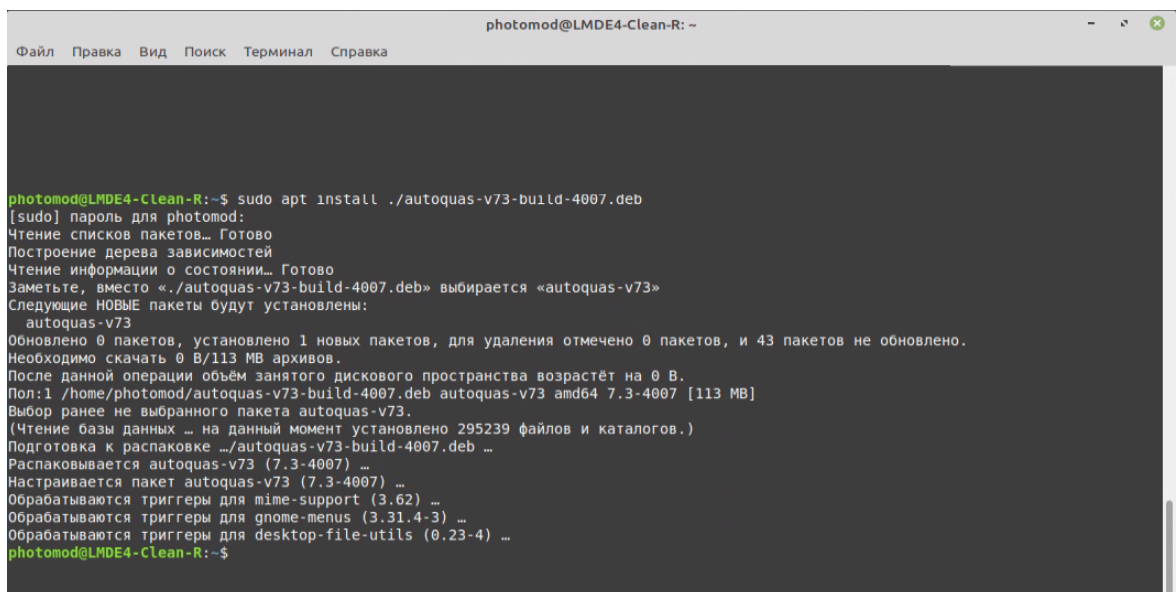 photomod@LMDE4-Clean-R: ~
Файл Правка Вид Поиск Терминал Справка
photomod@LMDE4-Clean-R:~$ sudo apt install ./autoquas-v73-build-4007.deb
[sudo] пароль для photomod:
Чтение списков пакетов… Готово
Построение дерева зависимостей
Чтение информации о состоянии… Готово
Заметьте, вместо «./autoquas-v73-build-4007.deb» выбирается «autoquas-v73»
Следующие НОВЫЕ пакеты будут установлены:
autoquas-v73
Обновлено 0 пакетов, установлено 1 новых пакетов, для удаления отмечено 0 пакетов, и 43 пакетов не обновлено.
Необходимо скачать 0 B/113 MB архивов.
После данной операции объём занятого дискового пространства возрастёт на 0 B.
Пол:1 /home/photomod/autoquas-v73-build-4007.deb autoquas-v73 amd64 7.3-4007 [113 MB]
Выбор ранее не выбранного пакета autoquas-v73.
(Чтение базы данных … на данный момент установлено 295239 файлов и каталогов.)
Подготовка к распаковке …/autoquas-v73-build-4007.deb …
Распаковывается autoquas-v73 (7.3-4007) …
Настраивается пакет autoquas-v73 (7.3-4007) …
Обрабатываются триггеры для mime-support (3.62) …
Обрабатываются триггеры для gnome-menus (3.31.4-3) …
Обрабатываются триггеры для desktop-file-utils (0.23-4) …
photomod@LMDE4-Clean-R:~$